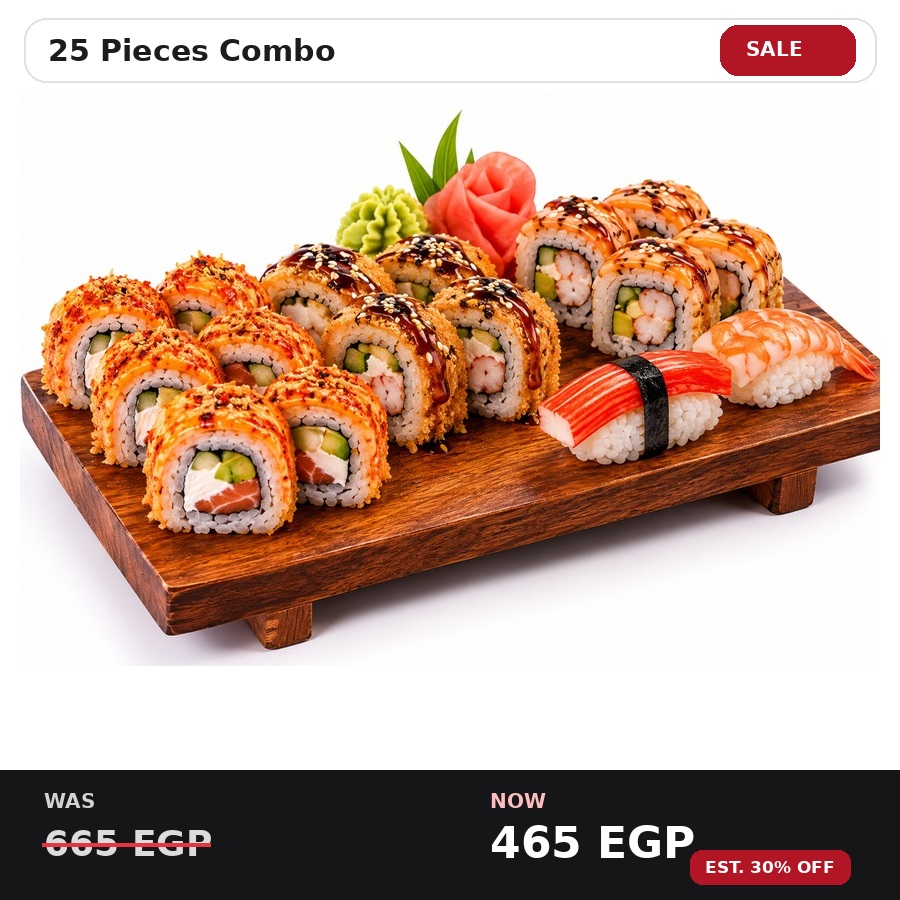 25 Pieces Combo
SALE
WAS
NOW
665 EGP
465 EGP
EST. 30% OFF